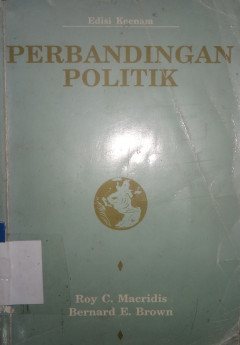 Edisi Keenam
PERBANDINGAN
POLITIK
Roy C. Macridis
Bernard E. Brown